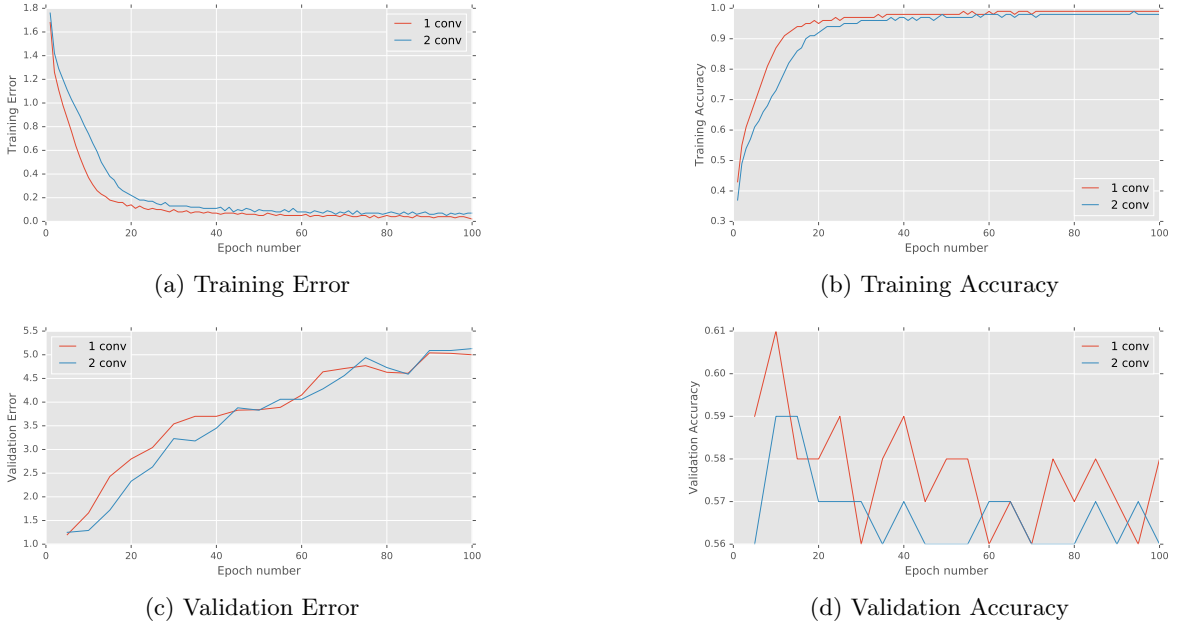 1.8
1.6
1.4
1.2
1.0
0.8
0.6
0.4
0.2
0.0
0 20 40 60 80 100
Training Error
Epoch number
1 conv
2 conv
(a) Training Error
1.0
0.9
0.8
0.7
0.6
0.5
0.4
0.3
0 20 40 60 80 100
Training Accuracy
Epoch number
1 conv
2 conv
(b) Training Accuracy
5.5
5.0
4.5
4.0
3.5
3.0
2.5
2.0
1.5
1.0
0 20 40 60 80 100
Validation Error
Epoch number
1 conv
2 conv
(c) Validation Error
0.61
0.60
0.59
0.58
0.57
0.56
0 20 40 60 80 100
Validation Accuracy
Epoch number
1 conv
2 conv
(d) Validation Accuracy